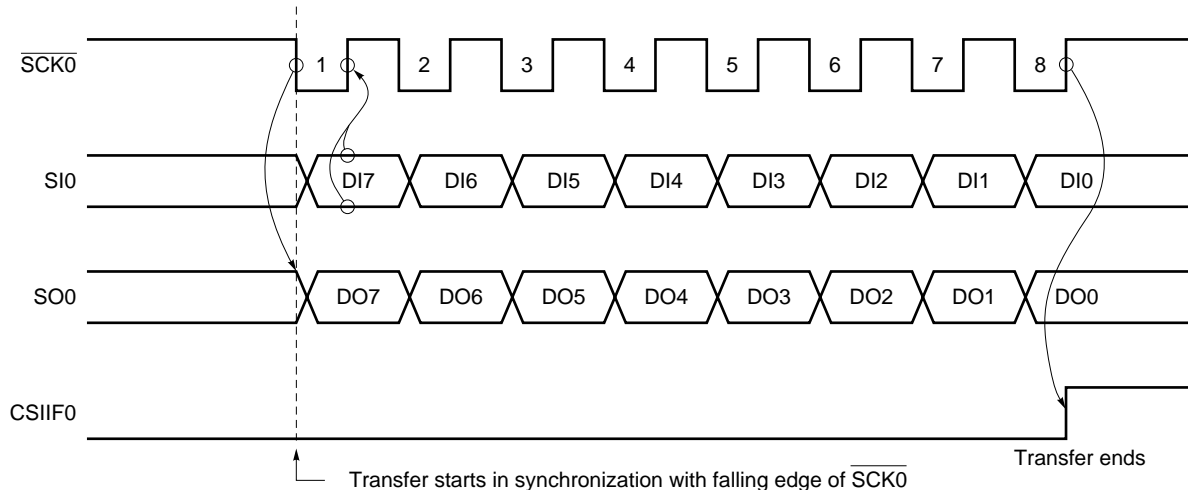 SCK0 1 2 3 4 5 6 7 8
SI0 DI7 DI6 DI5 DI4 DI3 DI2 DI1 DI0
SO0 DO7 DO6 DO5 DO4 DO3 DO2 DO1 DO0
CSIIF0
Transfer ends
Transfer starts in synchronization with falling edge of SCK0